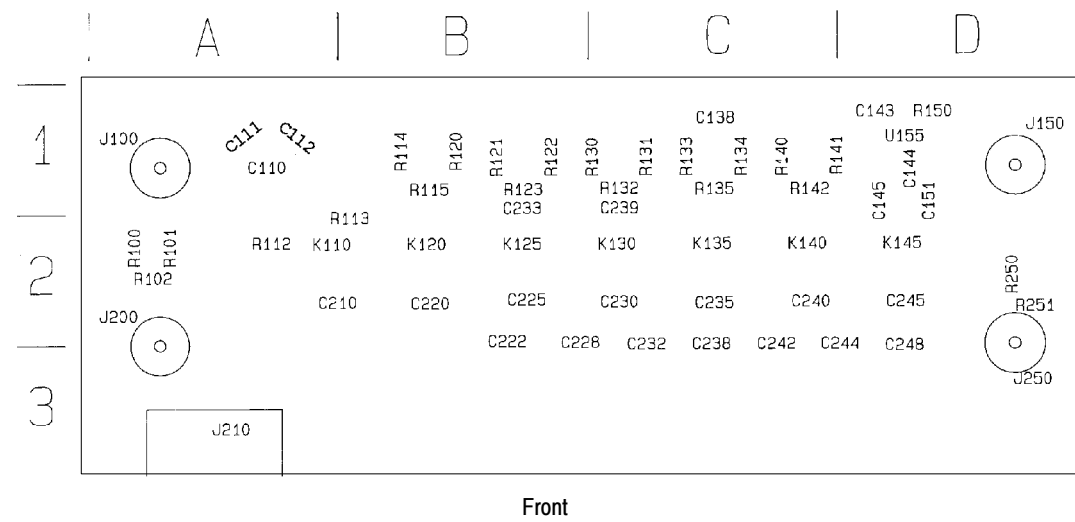 A B C D
1
C138 C143 R150
J100 C111 C112 U155 J150
R114 R120 R121 R122 R130 R131 R133 R134 R140 R141
C110 C144
R115 R123 R132 R135 R142
C233 C239 C145 C151
R113
2
R100 R101 R112 K110 K120 K125 K130 K135 K140 K145
R102 R250
C210 C220 C225 C230 C235 C240 C245 R251
J200
C222 C228 C232 C238 C242 C244 C248
J250
3
J210
Front